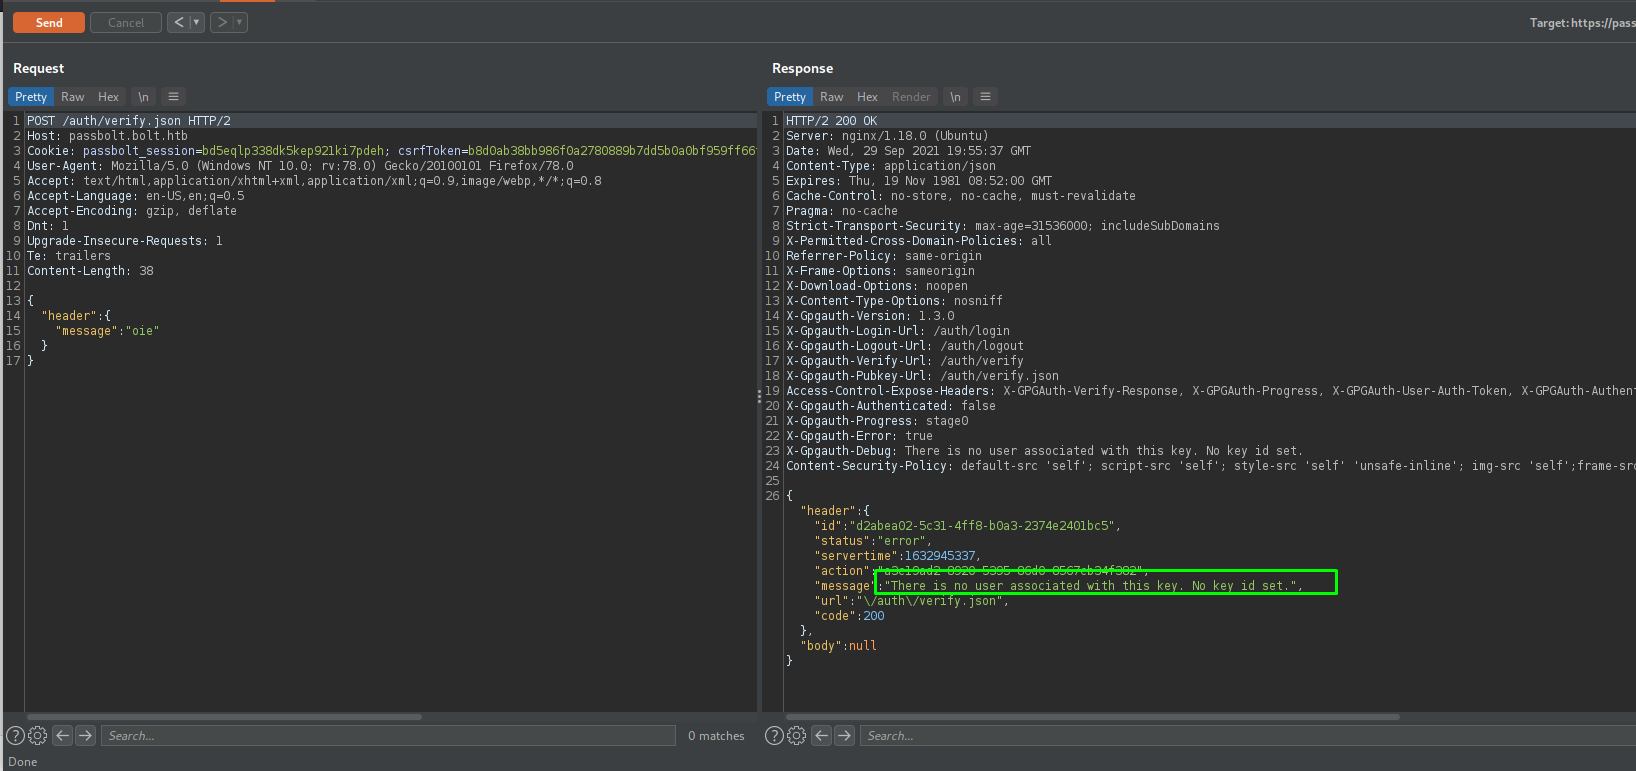 Send Cancel < ▾ > ▾ Target: https://pass
Request
Pretty Raw Hex \n ≡
1 POST /auth/verify.json HTTP/2
2 Host: passbolt.bolt.htb
3 Cookie: passbolt_session=bd5eqlp338dk5kep921ki7pdeh; csrfToken=b8d0ab38bb986f0a2780889b7dd5b0a0bf959ff66
4 User-Agent: Mozilla/5.0 (Windows NT 10.0; rv:78.0) Gecko/20100101 Firefox/78.0
5 Accept: text/html,application/xhtml+xml,application/xml;q=0.9,image/webp,*/*;q=0.8
6 Accept-Language: en-US,en;q=0.5
7 Accept-Encoding: gzip, deflate
8 Dnt: 1
9 Upgrade-Insecure-Requests: 1
10 Te: trailers
11 Content-Length: 38
12
13 {
14 "header":{
15 "message":"oie"
16 }
17 }
Search... 0 matches
Response
Pretty Raw Hex Render \n ≡
1 HTTP/2 200 OK
2 Server: nginx/1.18.0 (Ubuntu)
3 Date: Wed, 29 Sep 2021 19:55:37 GMT
4 Content-Type: application/json
5 Expires: Thu, 19 Nov 1981 08:52:00 GMT
6 Cache-Control: no-store, no-cache, must-revalidate
7 Pragma: no-cache
8 Strict-Transport-Security: max-age=31536000; includeSubDomains
9 X-Permitted-Cross-Domain-Policies: all
10 Referrer-Policy: same-origin
11 X-Frame-Options: sameorigin
12 X-Download-Options: noopen
13 X-Content-Type-Options: nosniff
14 X-Gpgauth-Version: 1.3.0
15 X-Gpgauth-Login-Url: /auth/login
16 X-Gpgauth-Logout-Url: /auth/logout
17 X-Gpgauth-Verify-Url: /auth/verify
18 X-Gpgauth-Pubkey-Url: /auth/verify.json
19 Access-Control-Expose-Headers: X-GPGAuth-Verify-Response, X-GPGAuth-Progress, X-GPGAuth-User-Auth-Token, X-GPGAuth-Authent
20 X-Gpgauth-Authenticated: false
21 X-Gpgauth-Progress: stage0
22 X-Gpgauth-Error: true
23 X-Gpgauth-Debug: There is no user associated with this key. No key id set.
24 Content-Security-Policy: default-src 'self'; script-src 'self'; style-src 'self' 'unsafe-inline'; img-src 'self';frame-src
25
26 {
"header":{
"id":"d2abea02-5c31-4ff8-b0a3-2374e2401bc5",
"status":"error",
"servertime":1632945337,
"action":
"message":"There is no user associated with this key. No key id set.",
"url":"\/auth\/verify.json",
"code":200
},
"body":null
}
Search...
Done